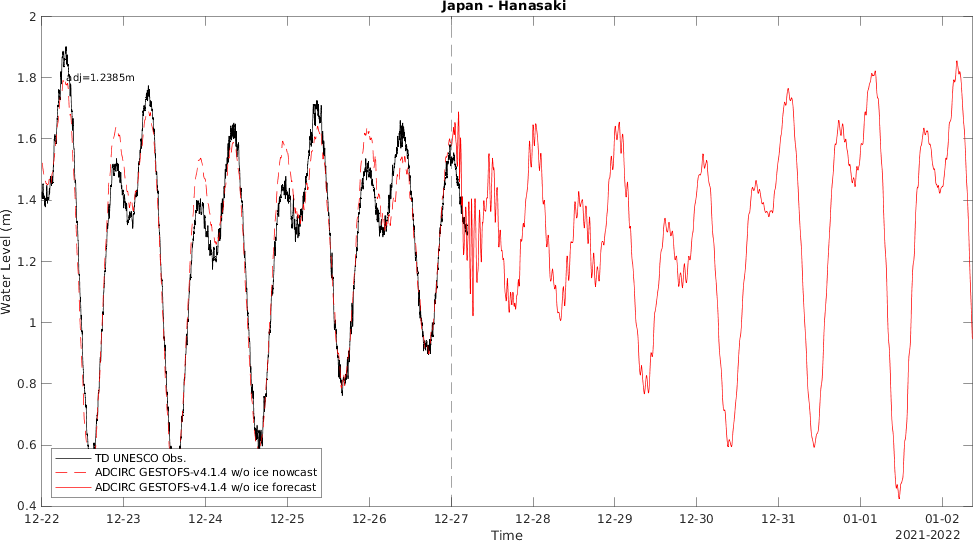 Japan - Hanasaki
2
1.8
1.6
1.4
1.2
1
0.8
0.6
0.4
Water Level (m)
adj=1.2385m
TD UNESCO Obs.
ADCIRC GESTOFS-v4.1.4 w/o ice nowcast
ADCIRC GESTOFS-v4.1.4 w/o ice forecast
12-22 12-23 12-24 12-25 12-26 12-27 12-28 12-29 12-30 12-31 01-01 01-02
Time
2021-2022